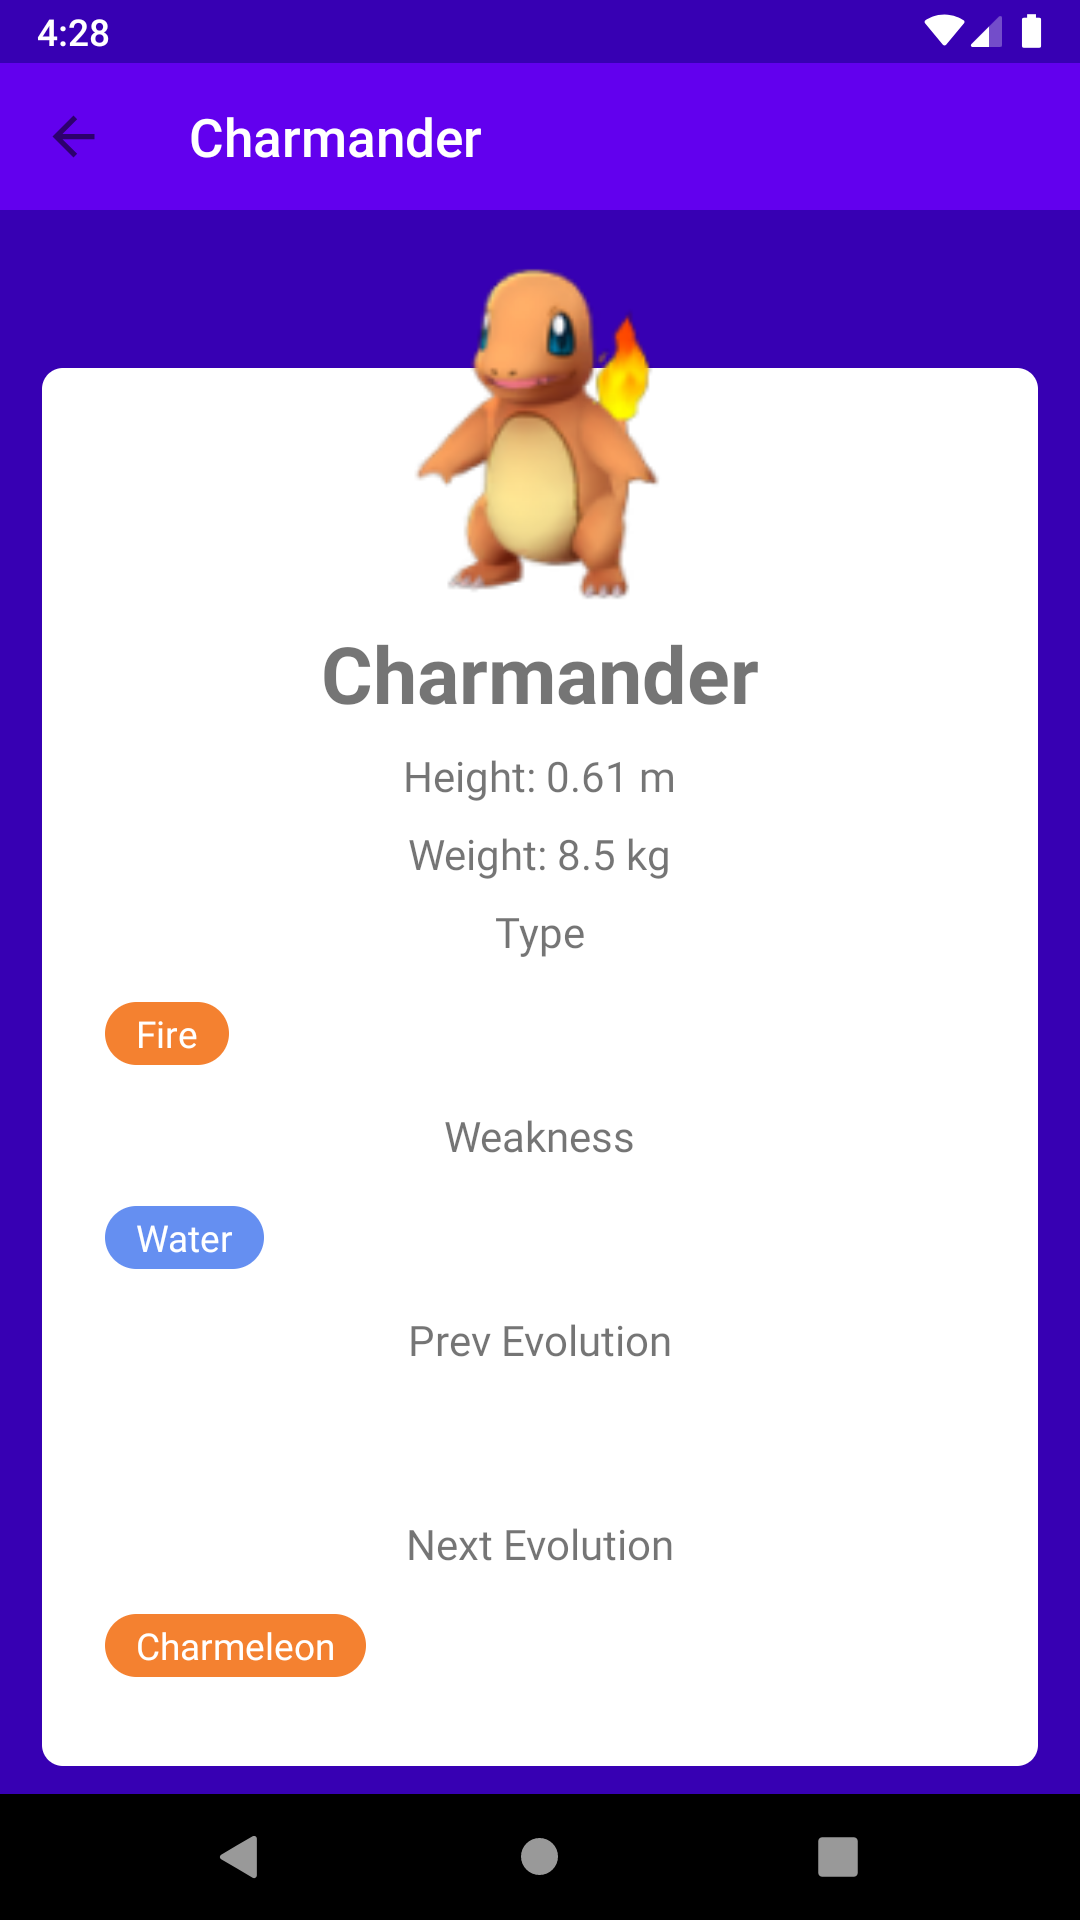 4:28
Charmander
Charmander
Height: 0.61 m
Weight: 8.5 kg
Type
Fire
Weakness
Water
Prev Evolution
Next Evolution
Charmeleon